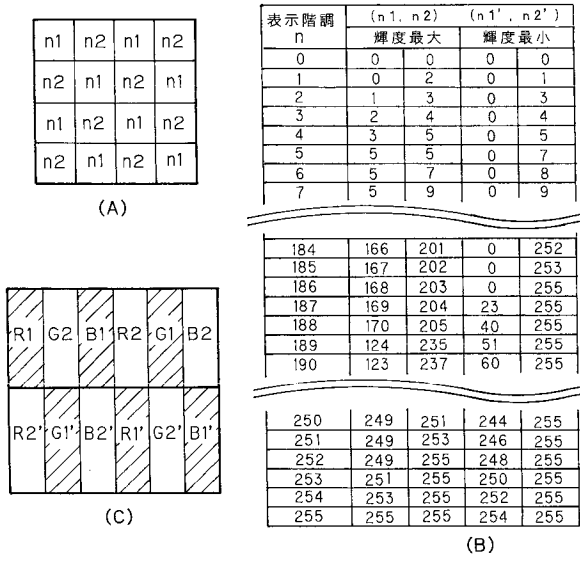 n1 n2 n1 n2
n2 n1 n2 n1
n1 n2 n1 n2
n2 n1 n2 n1
(A)
R1 G2 B1 R2 G1 B2
R2' G1' B2' R1' G2' B1'
(C)
表示階調 n (n1, n2) 輝度最大 (n1', n2') 輝度最小
0 0 0 0 0
1 0 2 0 1
2 1 3 0 3
3 2 4 0 4
4 3 5 0 5
5 5 5 0 7
6 5 7 0 8
7 5 9 0 9
184 166 201 0 252
185 167 202 0 253
186 168 203 0 255
187 169 204 23 255
188 170 205 40 255
189 124 235 51 255
190 123 237 60 255
250 249 251 244 255
251 249 253 246 255
252 249 255 248 255
253 251 255 250 255
254 253 255 252 255
255 255 255 254 255
(B)